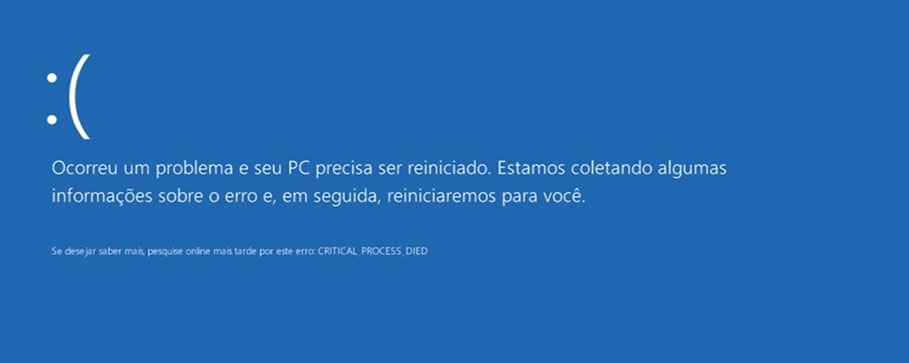 :(
Ocorreu um problema e seu PC precisa ser reiniciado. Estamos coletando algumas
informações sobre o erro e, em seguida, reiniciaremos para você.
Se desejar saber mais, pesquise online mais tarde por este erro: CRITICAL_PROCESS_DIED